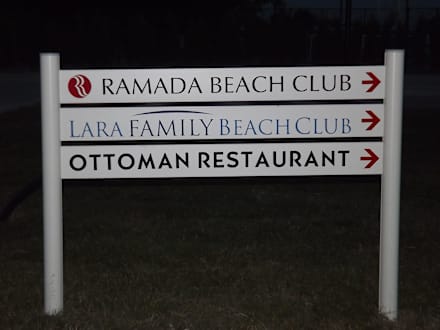 RAMADA BEACH CLUB
LARA FAMILY BEACH CLUB
OTTOMAN RESTAURANT